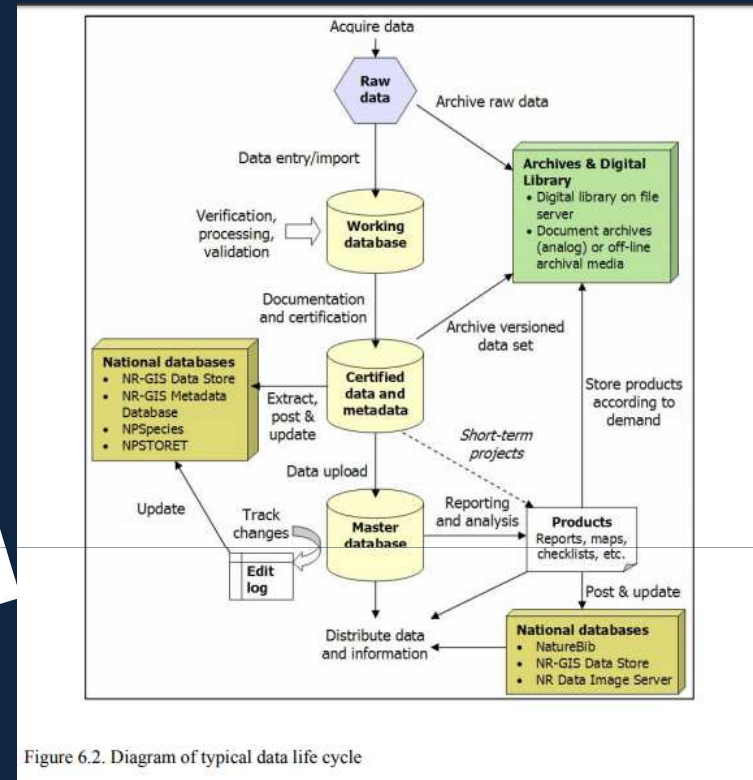 Acquire data
Raw
data
Archive raw data
Data entry/import
Archives & Digital
Library
• Digital library on file
server
• Document archives
(analog) or off-line
archival media
Verification,
processing,
validation
Working
database
Documentation
and certification
Archive versioned
data set
National databases
• NR-GIS Data Store
• NR-GIS Metadata
Database
• NPSpecies
• NPSTORET
Extract,
post &
update
Certified
data and
metadata
Store products
according to
demand
Short-term
projects
Data upload
Update
Track
changes
Master
database
Reporting
and analysis
Products
Reports, maps,
checklists, etc.
Edit
log
Post & update
Distribute data
and information
National databases
• NatureBib
• NR-GIS Data Store
• NR Data Image Server
Figure 6.2. Diagram of typical data life cycle